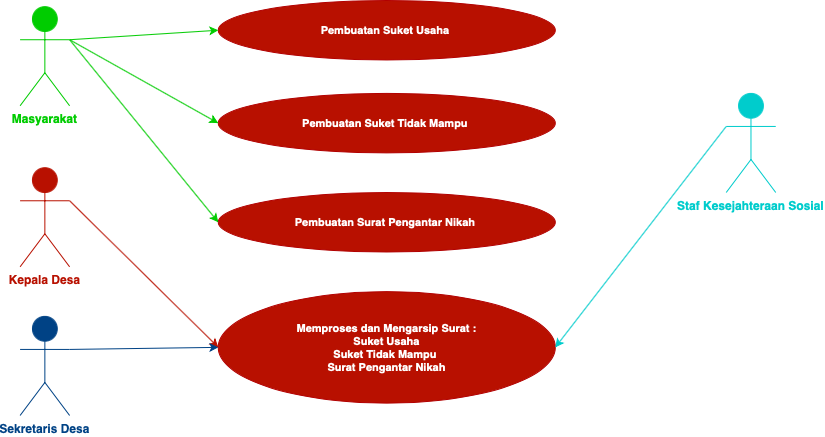 Pembuatan Suket Usaha
Masyarakat
Pembuatan Suket Tidak Mampu
Staf Kesejahteraan Sosial
Pembuatan Surat Pengantar Nikah
Kepala Desa
Memproses dan Mengarsip Surat :
Suket Usaha
Suket Tidak Mampu
Surat Pengantar Nikah
Sekretaris Desa